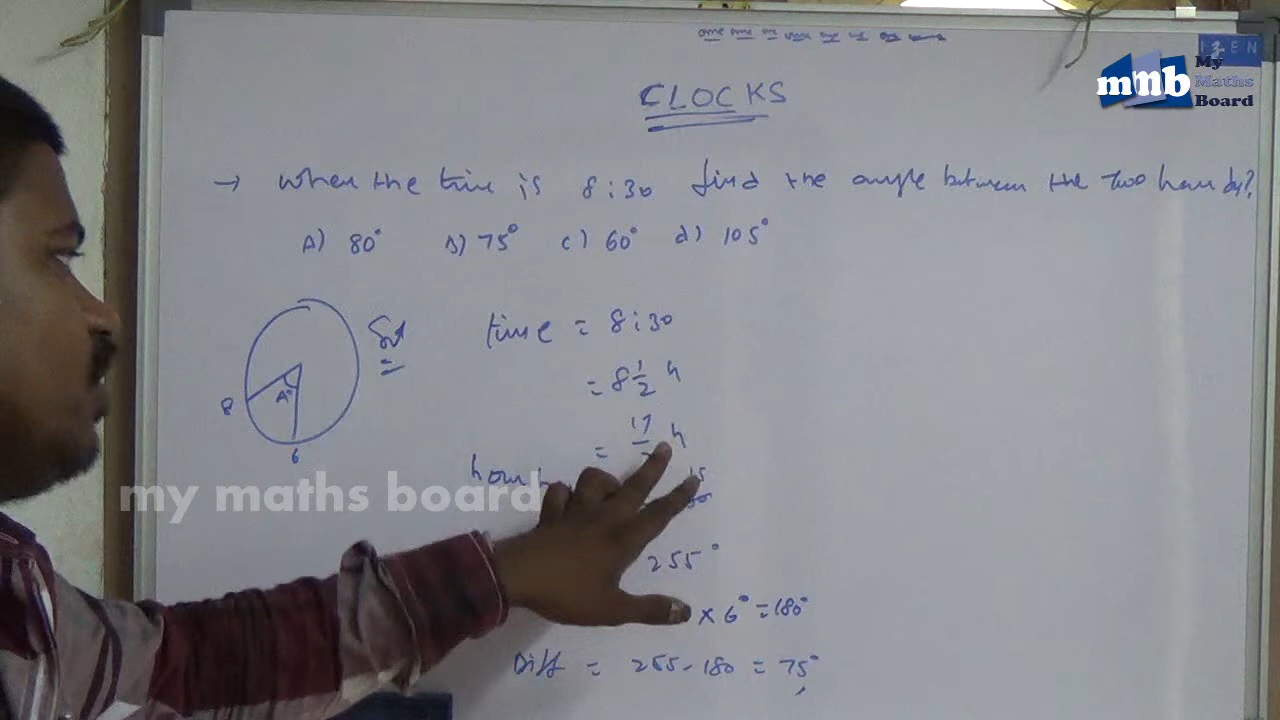 mmb My Maths Board
CLOCKS
→ When the time is 8:30 find the angle between the two hands?
A) 80° B) 75° c) 60° d) 105°
Sol
8
A°
6
time = 8:30
= 8 1/2 h
= 17/ h
hour
15
my maths board
255°
× 6° = 180°
Diff = 255 - 180 = 75°